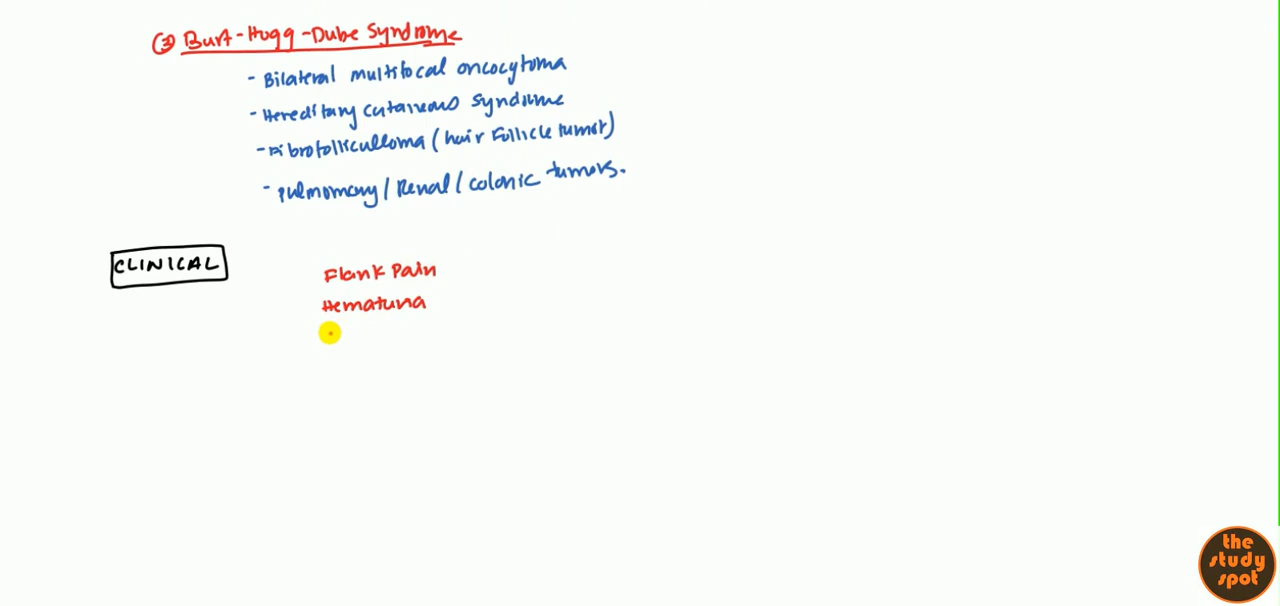 ③ Burt-Hogg-Dube Syndrome
- Bilateral multifocal oncocytoma
- Hereditary cutaneous syndrome
- Fibrofolliculloma (hair Follicle tumor)
- Pulmonary / Renal / colonic tumors.
CLINICAL
Flank Pain
Hematuria
the
study
spot